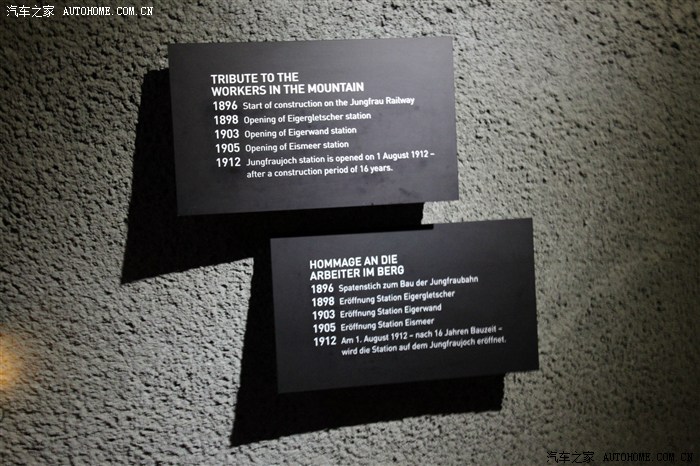 汽车之家 AUTOHOME.COM.CN
TRIBUTE TO THE
WORKERS IN THE MOUNTAIN
1896 Start of construction on the Jungfrau Railway
1898 Opening of Eigergletscher station
1903 Opening of Eigerwand station
1905 Opening of Eismeer station
1912 Jungfraujoch station is opened on 1 August 1912 –
after a construction period of 16 years.
HOMMAGE AN DIE
ARBEITER IM BERG
1896 Spatenstich zum Bau der Jungfraubahn
1898 Eröffnung Station Eigergletscher
1903 Eröffnung Station Eigerwand
1905 Eröffnung Station Eismeer
1912 Am 1. August 1912 – nach 16 Jahren Bauzeit –
wird die Station auf dem Jungfraujoch eröffnet.
汽车之家 AUTOHOME.COM.CN